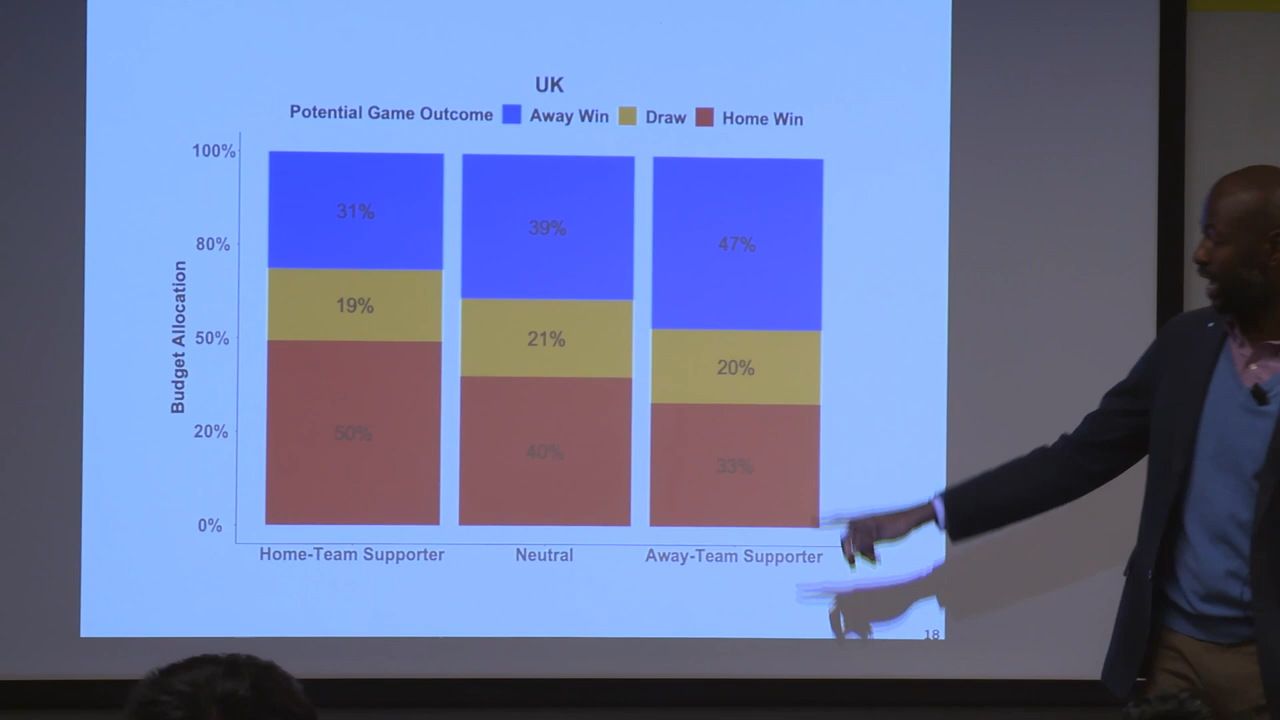 UK
Potential Game Outcome Away Win Draw Home Win
100%
80%
50%
20%
0%
Budget Allocation
31% 39% 47%
19% 21% 20%
50% 40% 33%
Home-Team Supporter Neutral Away-Team Supporter
18